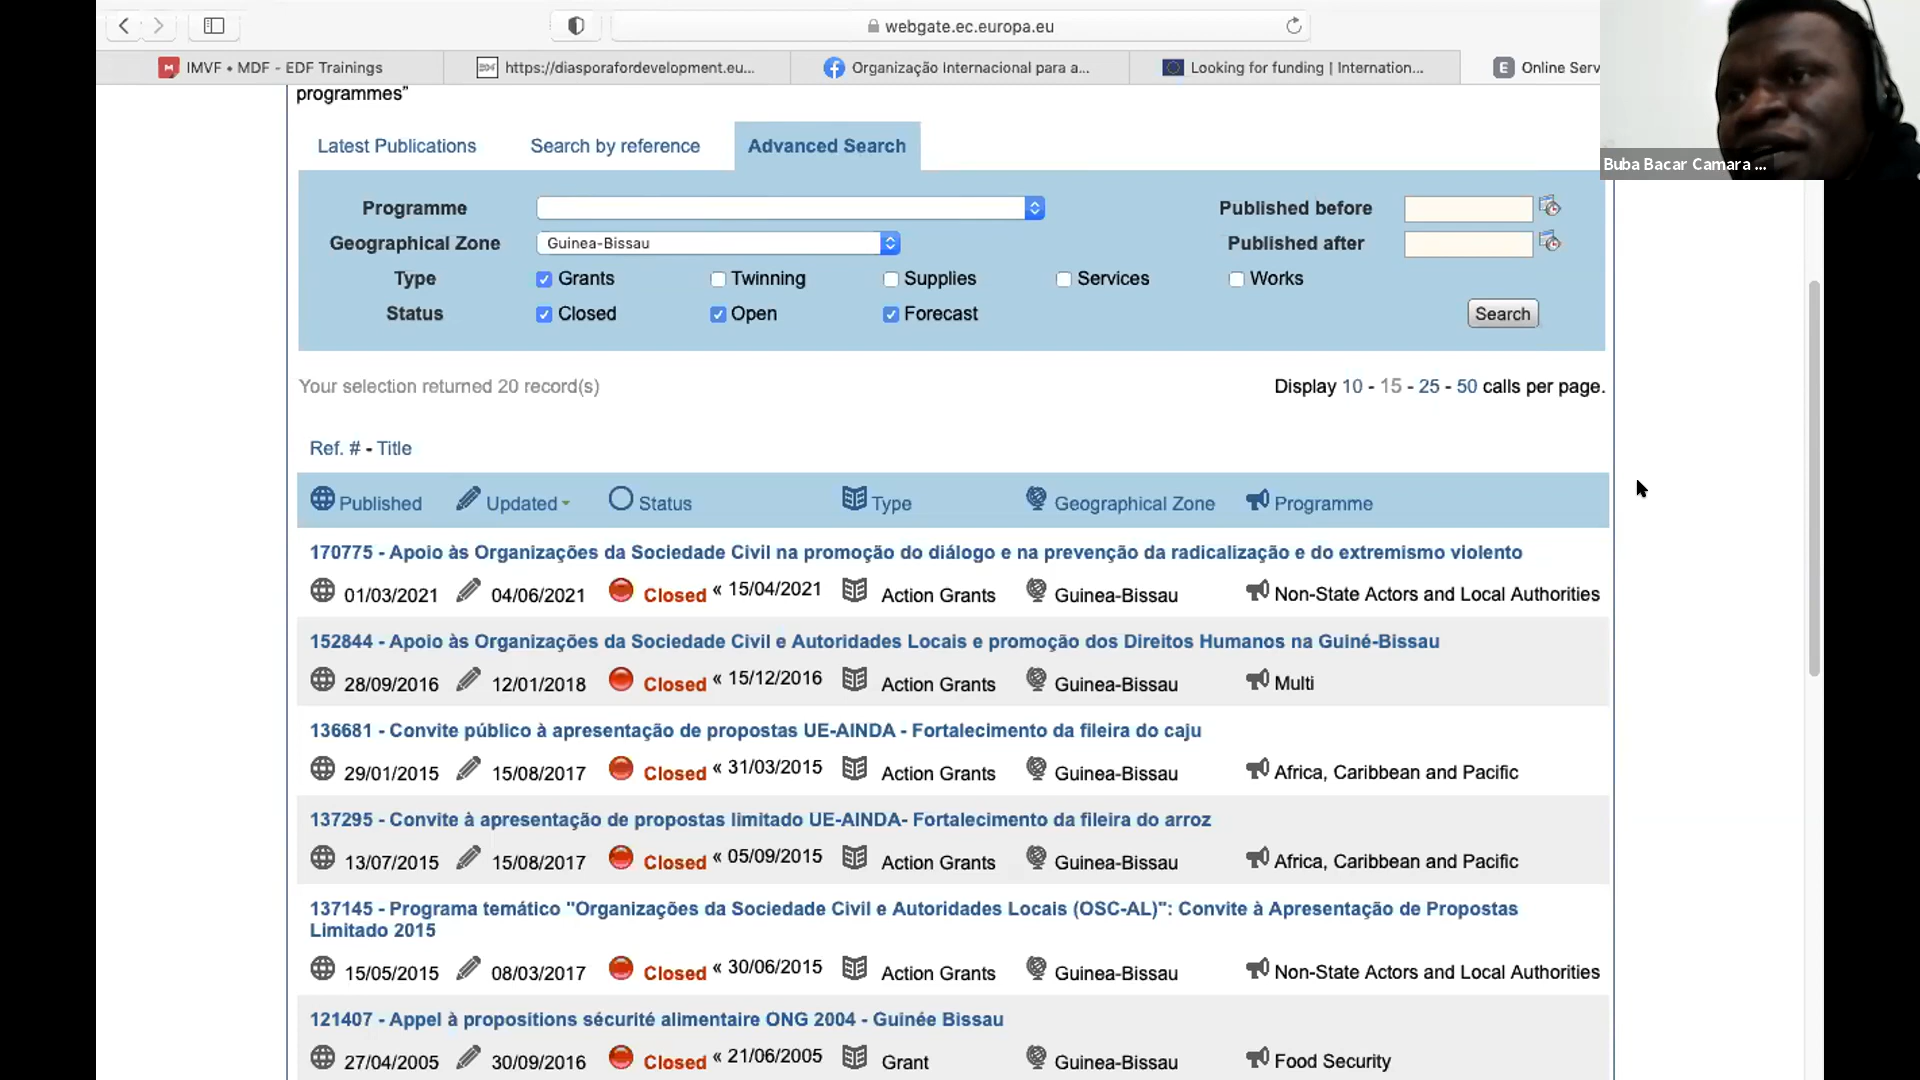 webgate.ec.europa.eu
IMVF • MDF - EDF Trainings
https://diasporafordevelopment.eu...
Organização Internacional para a...
Looking for funding | Internation...
E Online Serv
programmes”
Buba Bacar Camara ...
Latest Publications
Search by reference
Advanced Search
Programme
Published before
Geographical Zone
Guinea-Bissau
Published after
Type
Grants
Twinning
Supplies
Services
Works
Status
Closed
Open
Forecast
Search
Your selection returned 20 record(s)
Display 10 - 15 - 25 - 50 calls per page.
Ref. # - Title
Published
Updated
Status
Type
Geographical Zone
Programme
170775 - Apoio às Organizações da Sociedade Civil na promoção do diálogo e na prevenção da radicalização e do extremismo violento
01/03/2021 04/06/2021 Closed « 15/04/2021 Action Grants Guinea-Bissau Non-State Actors and Local Authorities
152844 - Apoio às Organizações da Sociedade Civil e Autoridades Locais e promoção dos Direitos Humanos na Guiné-Bissau
28/09/2016 12/01/2018 Closed « 15/12/2016 Action Grants Guinea-Bissau Multi
136681 - Convite público à apresentação de propostas UE-AINDA - Fortalecimento da fileira do caju
29/01/2015 15/08/2017 Closed « 31/03/2015 Action Grants Guinea-Bissau Africa, Caribbean and Pacific
137295 - Convite à apresentação de propostas limitado UE-AINDA- Fortalecimento da fileira do arroz
13/07/2015 15/08/2017 Closed « 05/09/2015 Action Grants Guinea-Bissau Africa, Caribbean and Pacific
137145 - Programa temático "Organizações da Sociedade Civil e Autoridades Locais (OSC-AL)": Convite à Apresentação de Propostas
Limitado 2015
15/05/2015 08/03/2017 Closed « 30/06/2015 Action Grants Guinea-Bissau Non-State Actors and Local Authorities
121407 - Appel à propositions sécurité alimentaire ONG 2004 - Guinée Bissau
27/04/2005 30/09/2016 Closed « 21/06/2005 Grant Guinea-Bissau Food Security